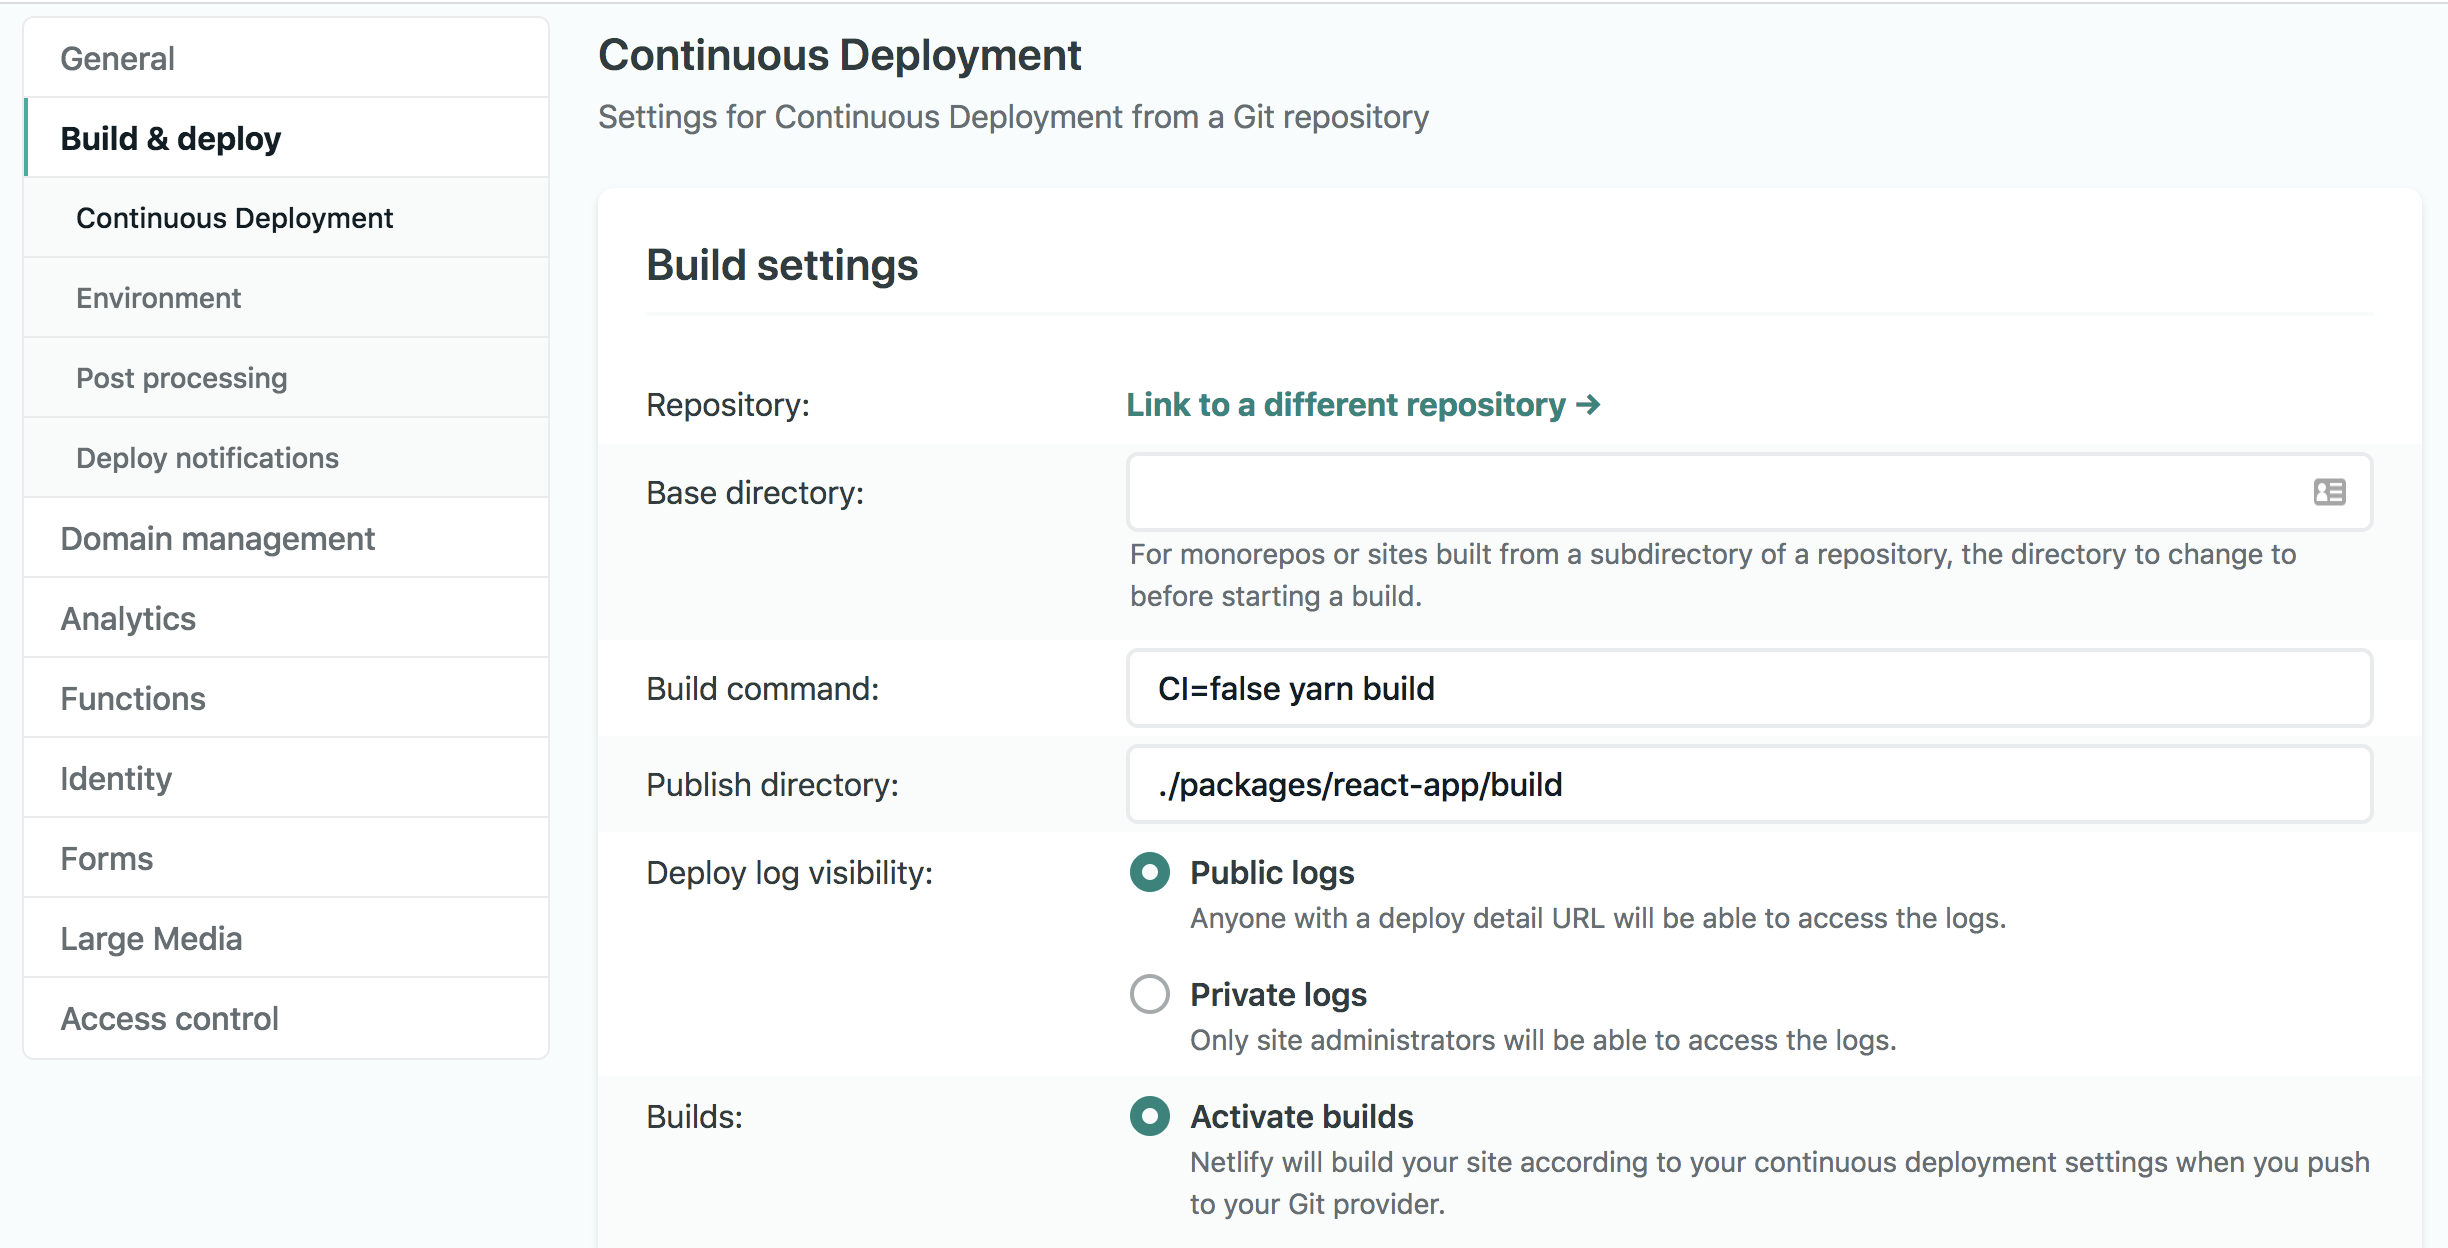 General
Build & deploy
Continuous Deployment
Environment
Post processing
Deploy notifications
Domain management
Analytics
Functions
Identity
Forms
Large Media
Access control
Continuous Deployment
Settings for Continuous Deployment from a Git repository
Build settings
Repository:
Link to a different repository →
Base directory:
For monorepos or sites built from a subdirectory of a repository, the directory to change to
before starting a build.
Build command:
CI=false yarn build
Publish directory:
./packages/react-app/build
Deploy log visibility:
Public logs
Anyone with a deploy detail URL will be able to access the logs.
Private logs
Only site administrators will be able to access the logs.
Builds:
Activate builds
Netlify will build your site according to your continuous deployment settings when you push
to your Git provider.